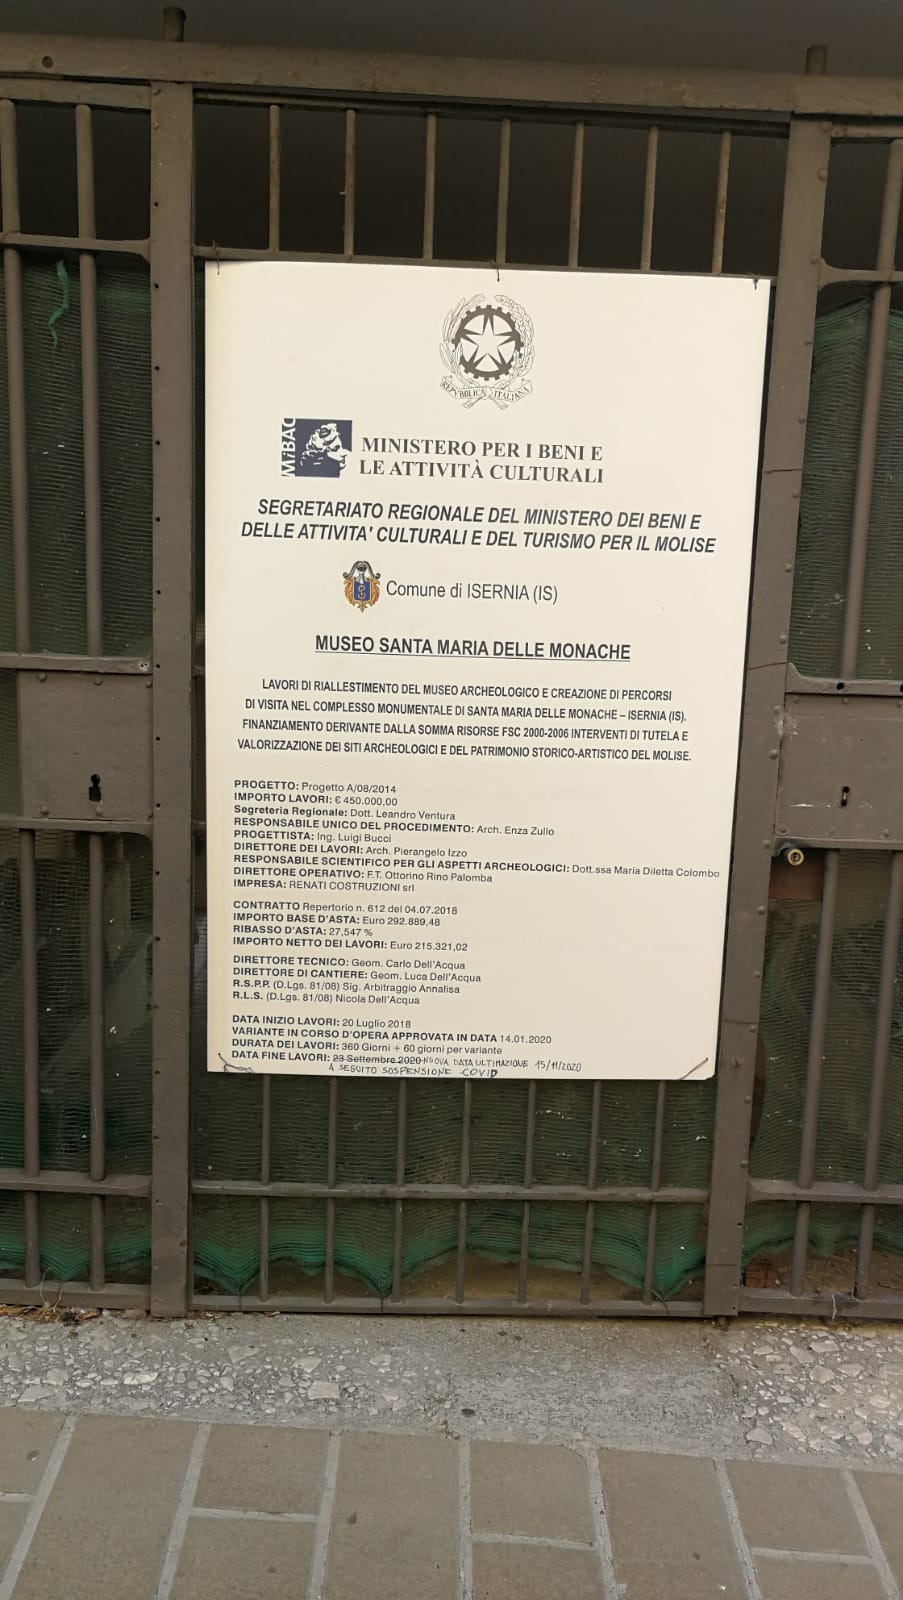 REPVBBLICA ITALIANA
MiBAC
MINISTERO PER I BENI E
LE ATTIVITÀ CULTURALI
SEGRETARIATO REGIONALE DEL MINISTERO DEI BENI E
DELLE ATTIVITA' CULTURALI E DEL TURISMO PER IL MOLISE
Comune di ISERNIA (IS)
MUSEO SANTA MARIA DELLE MONACHE
LAVORI DI RIALLESTIMENTO DEL MUSEO ARCHEOLOGICO E CREAZIONE DI PERCORSI
DI VISITA NEL COMPLESSO MONUMENTALE DI SANTA MARIA DELLE MONACHE – ISERNIA (IS).
FINANZIAMENTO DERIVANTE DALLA SOMMA RISORSE FSC 2000-2006 INTERVENTI DI TUTELA E
VALORIZZAZIONE DEI SITI ARCHEOLOGICI E DEL PATRIMONIO STORICO-ARTISTICO DEL MOLISE.
PROGETTO: Progetto A/08/2014
IMPORTO LAVORI: € 450.000,00
Segreteria Regionale: Dott. Leandro Ventura
RESPONSABILE UNICO DEL PROCEDIMENTO: Arch. Enza Zullo
PROGETTISTA: Ing. Luigi Bucci
DIRETTORE DEI LAVORI: Arch. Pierangelo Izzo
RESPONSABILE SCIENTIFICO PER GLI ASPETTI ARCHEOLOGICI: Dott.ssa Maria Diletta Colombo
DIRETTORE OPERATIVO: F.T. Ottorino Rino Palomba
IMPRESA: RENATI COSTRUZIONI srl
CONTRATTO Repertorio n. 612 del 04.07.2018
IMPORTO BASE D'ASTA: Euro 292.889,48
RIBASSO D'ASTA: 27,547 %
IMPORTO NETTO DEI LAVORI: Euro 215.321,02
DIRETTORE TECNICO: Geom. Carlo Dell'Acqua
DIRETTORE DI CANTIERE: Geom. Luca Dell'Acqua
R.S.P.P. (D.Lgs. 81/08) Sig. Arbitraggio Annalisa
R.L.S. (D.Lgs. 81/08) Nicola Dell'Acqua
DATA INIZIO LAVORI: 20 Luglio 2018
VARIANTE IN CORSO D'OPERA APPROVATA IN DATA 14.01.2020
DURATA DEI LAVORI: 360 Giorni + 60 giorni per variante
DATA FINE LAVORI: 23 Settembre 2020 NUOVA DATA ULTIMAZIONE 15/11/2020
A SEGUITO SOSPENSIONE COVID